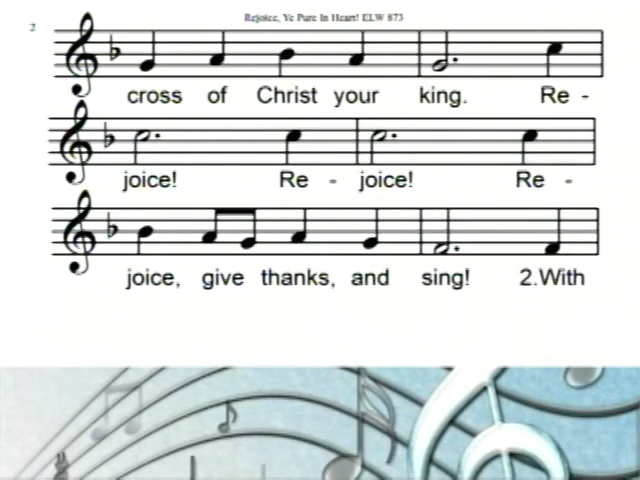 Rejoice, Ye Pure In Heart! ELW 873
2
cross of Christ your king. Re -
joice! Re - joice! Re -
joice, give thanks, and sing! 2.With